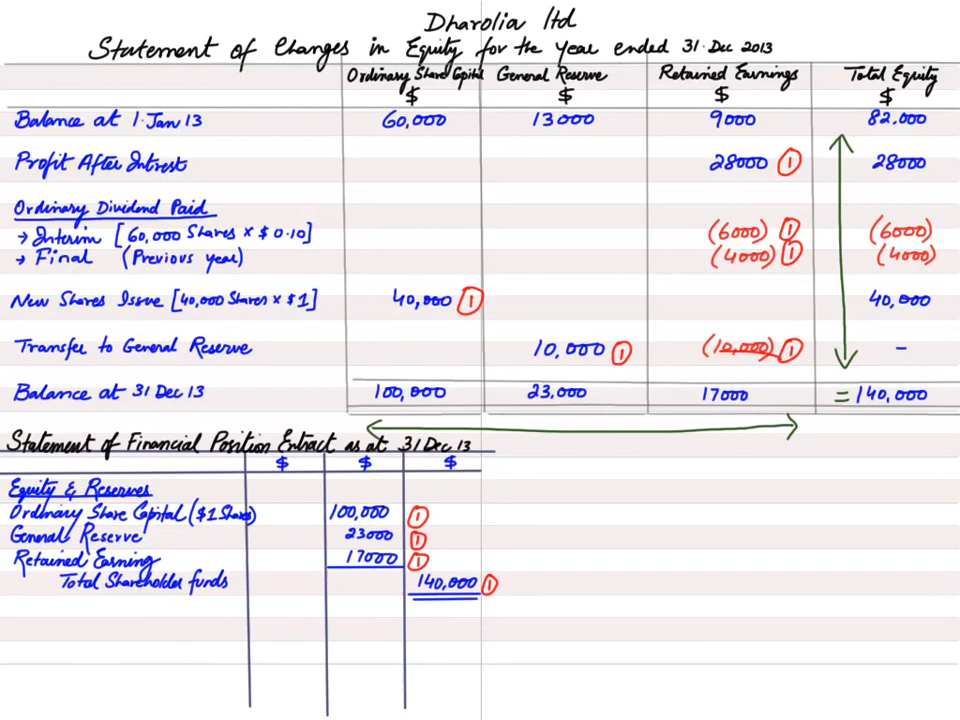 Dharolia ltd
Statement of Changes in Equity for the Year ended 31 Dec 2013
Ordinary Share Capital General Reserve Retained Earnings Total Equity
$ $ $ $
Balance at 1 Jan 13 60,000 13000 9000 82.000
Profit After Interest 28000 1 28000
Ordinary Dividend Paid
→ Interim [60,000 Shares x $ 0.10] (6000) 1 (6000)
→ Final (Previous year) (4000) 1 (4000)
New Shares Issue [40,000 Shares x $1] 40,000 1 40,000
Transfer to General Reserve 10,000 1 (10,000) 1 -
Balance at 31 Dec 13 100,000 23,000 17000 = 140,000
Statement of Financial Position Extract as at 31 Dec 13
$ $ $
Equity & Reserves
Ordinary Share Capital ($1 Shares) 100,000 1
General Reserve 23000 1
Retained Earning 17000 1
Total Shareholder funds 140,000 1